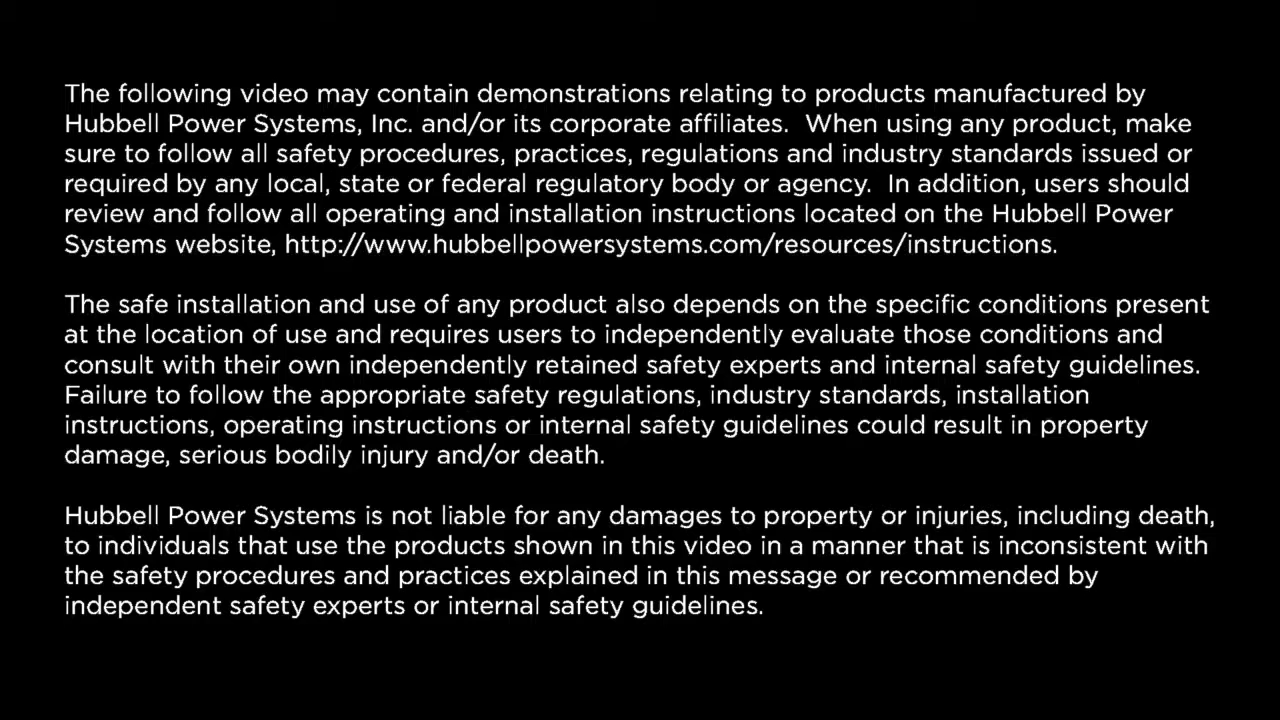 The following video may contain demonstrations relating to products manufactured by
Hubbell Power Systems, Inc. and/or its corporate affiliates.  When using any product, make
sure to follow all safety procedures, practices, regulations and industry standards issued or
required by any local, state or federal regulatory body or agency.  In addition, users should
review and follow all operating and installation instructions located on the Hubbell Power
Systems website, http://www.hubbellpowersystems.com/resources/instructions.

The safe installation and use of any product also depends on the specific conditions present
at the location of use and requires users to independently evaluate those conditions and
consult with their own independently retained safety experts and internal safety guidelines.
Failure to follow the appropriate safety regulations, industry standards, installation
instructions, operating instructions or internal safety guidelines could result in property
damage, serious bodily injury and/or death.

Hubbell Power Systems is not liable for any damages to property or injuries, including death,
to individuals that use the products shown in this video in a manner that is inconsistent with
the safety procedures and practices explained in this message or recommended by
independent safety experts or internal safety guidelines.